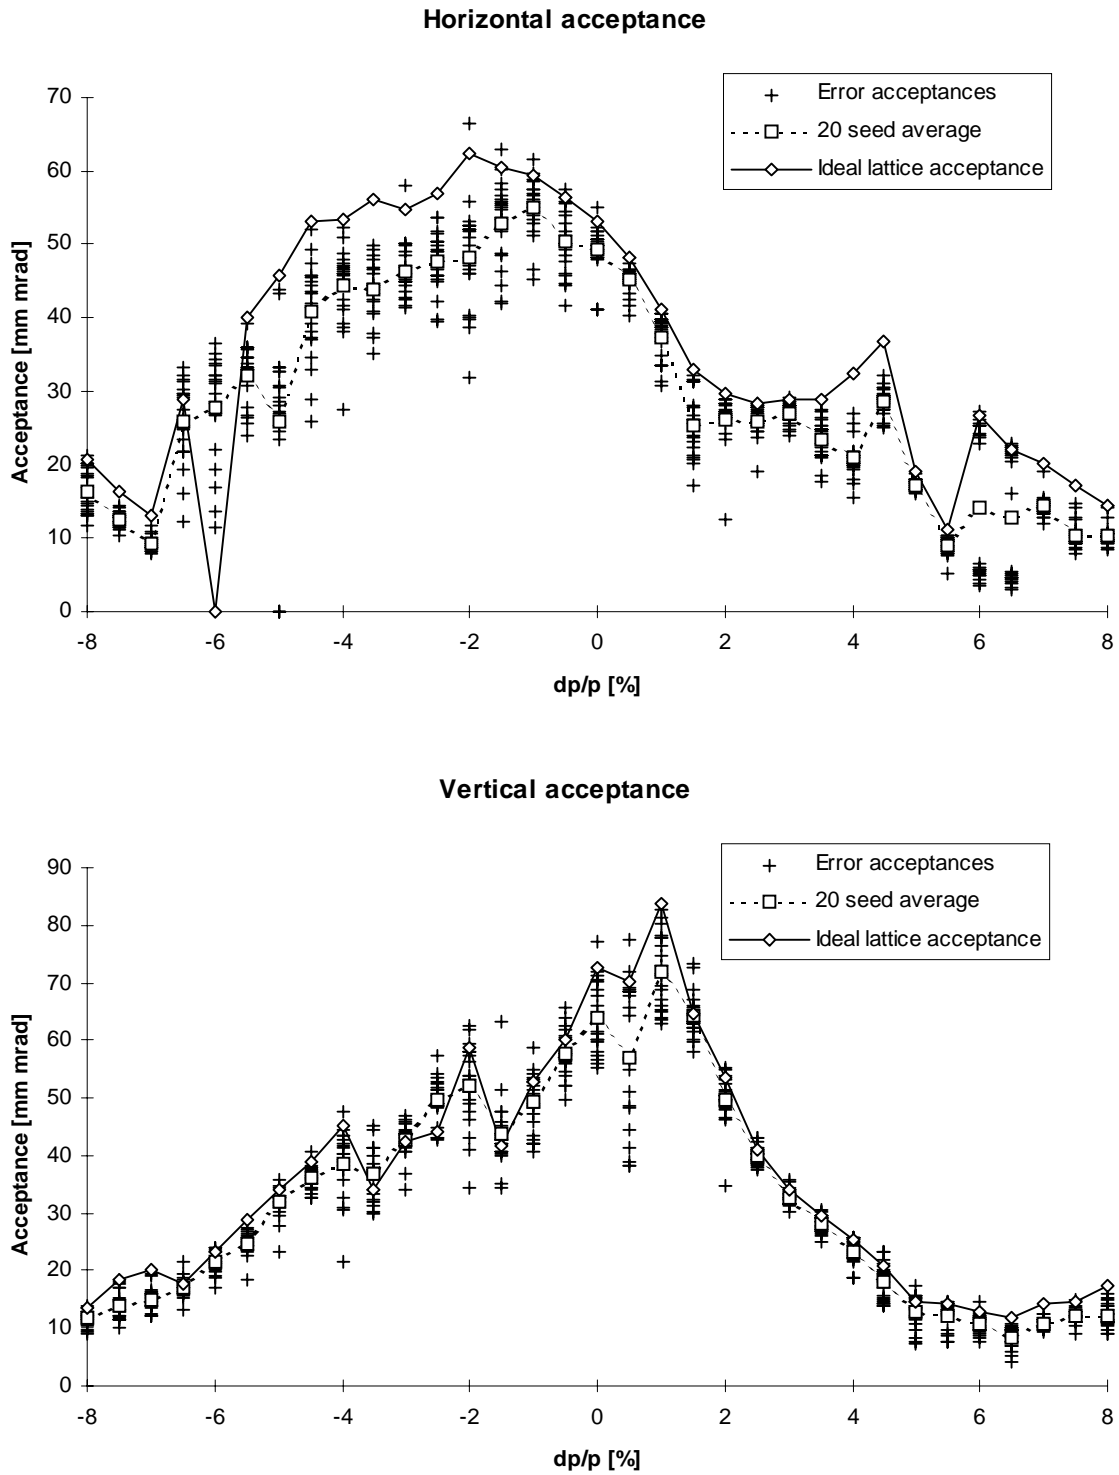 Horizontal acceptance
70
60
50
40
30
20
10
0
Acceptance [mm mrad]
Error acceptances
20 seed average
Ideal lattice acceptance
-8 -6 -4 -2 0 2 4 6 8
dp/p [%]
Vertical acceptance
90
80
70
60
50
40
30
20
10
0
Acceptance [mm mrad]
Error acceptances
20 seed average
Ideal lattice acceptance
-8 -6 -4 -2 0 2 4 6 8
dp/p [%]